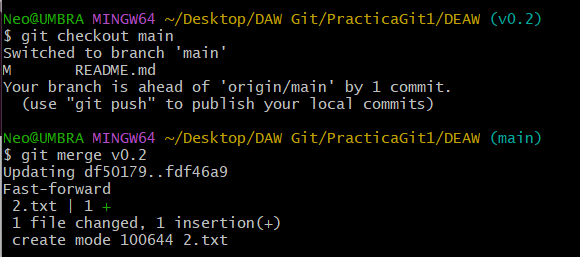 Neo@UMBRA MINGW64 ~/Desktop/DAW Git/PracticaGit1/DEAW (v0.2)
$ git checkout main
Switched to branch 'main'
M       README.md
Your branch is ahead of 'origin/main' by 1 commit.
  (use "git push" to publish your local commits)
Neo@UMBRA MINGW64 ~/Desktop/DAW Git/PracticaGit1/DEAW (main)
$ git merge v0.2
Updating df50179..fdf46a9
Fast-forward
 2.txt | 1 +
 1 file changed, 1 insertion(+)
 create mode 100644 2.txt